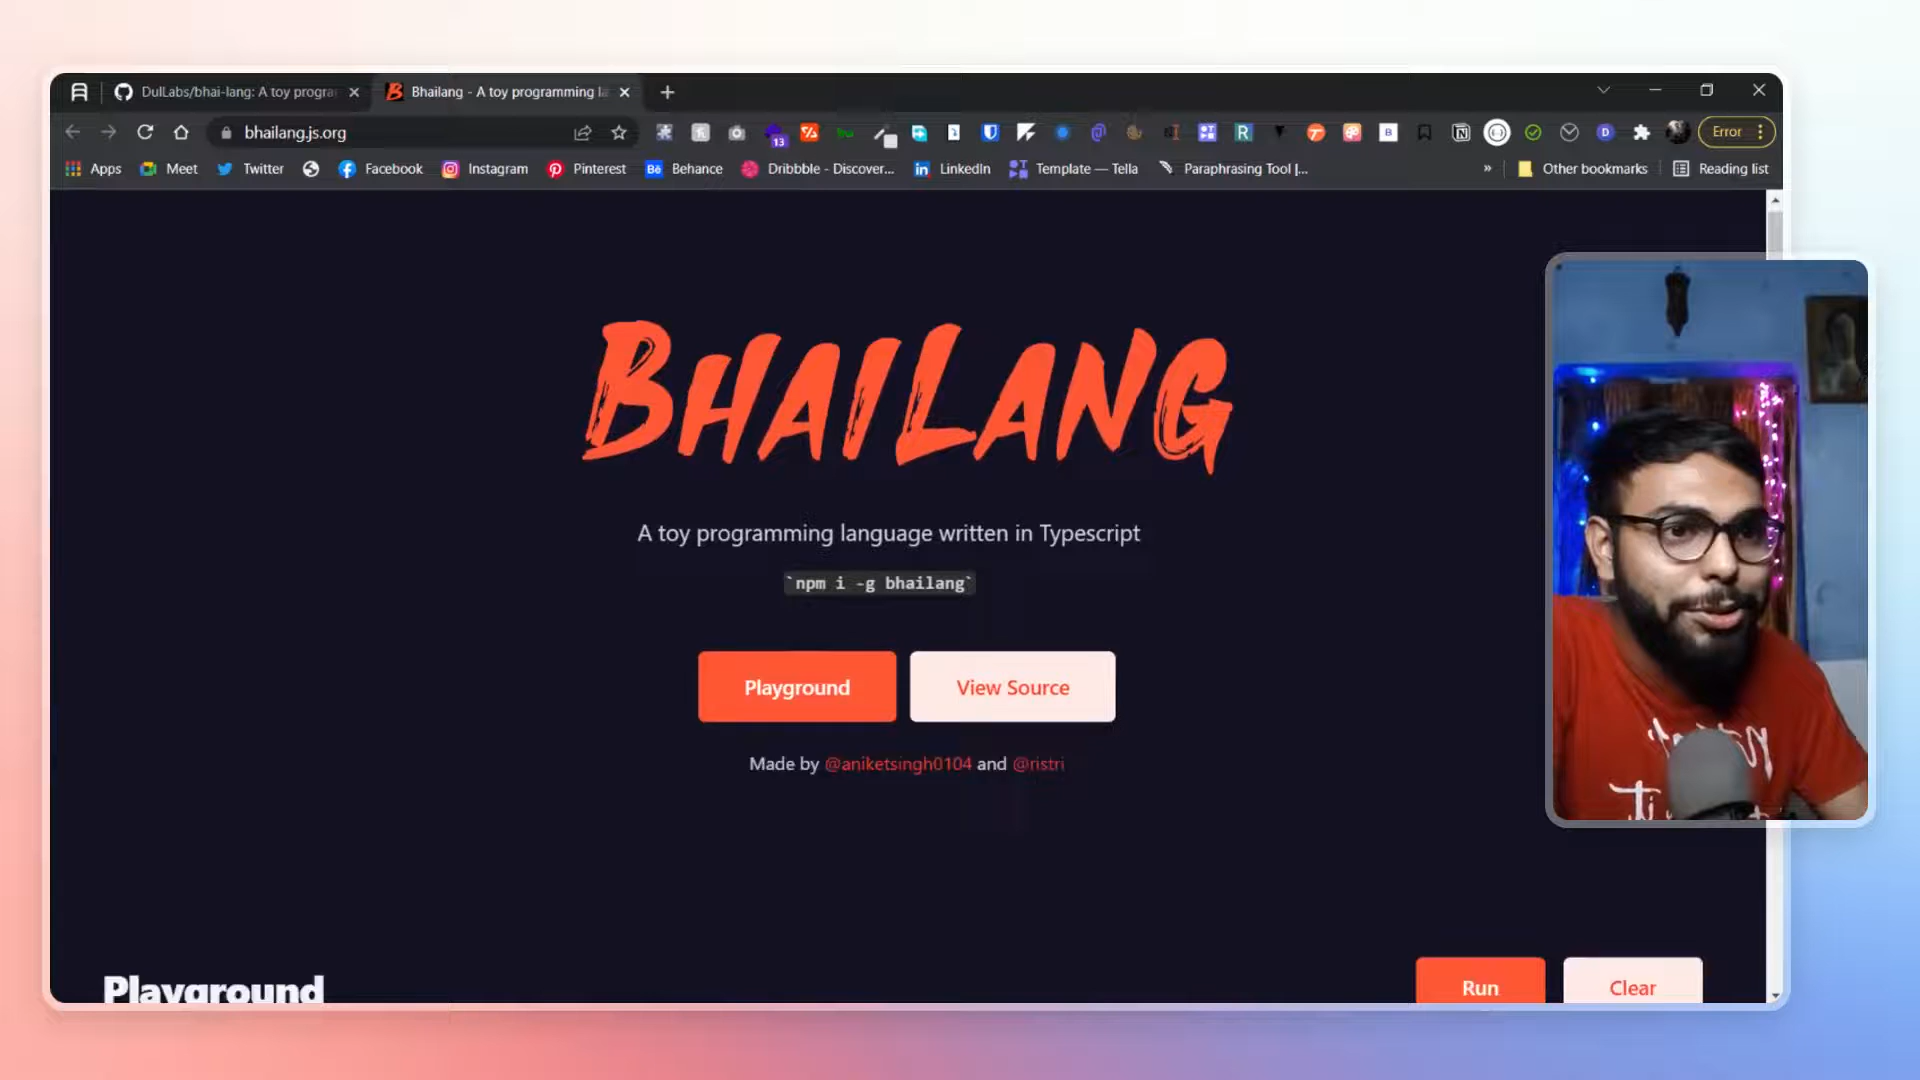 DulLabs/bhai-lang: A toy progra
Bhailang - A toy programming la
bhailang.js.org
13
Error
Apps
Meet
Twitter
Facebook
Instagram
Pinterest
Behance
Dribbble - Discover...
LinkedIn
Template — Tella
Paraphrasing Tool |...
»
Other bookmarks
Reading list
BHAILANG
A toy programming language written in Typescript
`npm i -g bhailang`
Playground
View Source
Made by @aniketsingh0104 and @ristri
Playground
Run
Clear